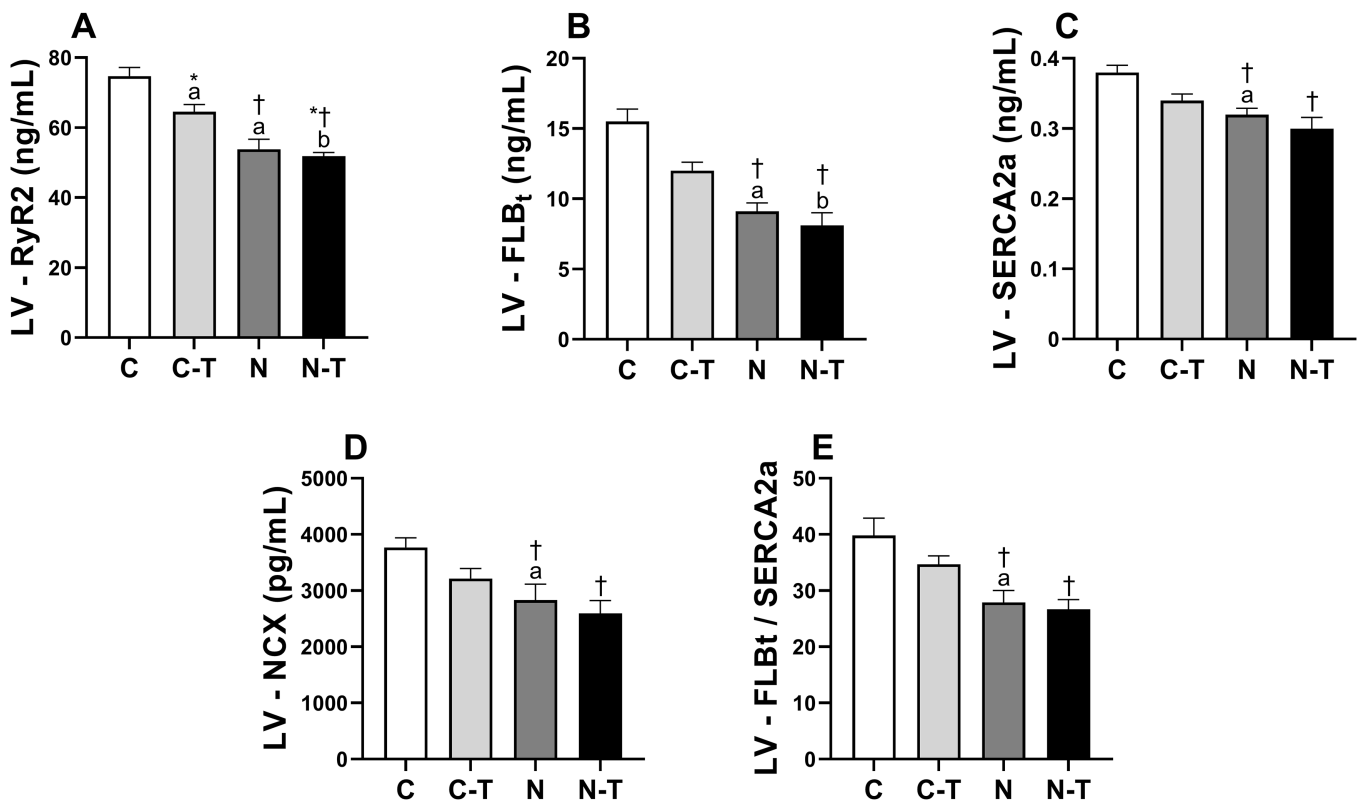 A
LV - RyR2 (ng/mL)
80
60
40
20
0
*
a
†
a
*†
b
C C-T N N-T
B
LV - FLBt (ng/mL)
20
15
10
5
0
†
a
†
b
C C-T N N-T
C
LV - SERCA2a (ng/mL)
0.4
0.3
0.2
0.1
0
†
a
†
C C-T N N-T
D
LV - NCX (pg/mL)
5000
4000
3000
2000
1000
0
†
a
†
C C-T N N-T
E
LV - FLBt / SERCA2a
50
40
30
20
10
0
†
a
†
C C-T N N-T